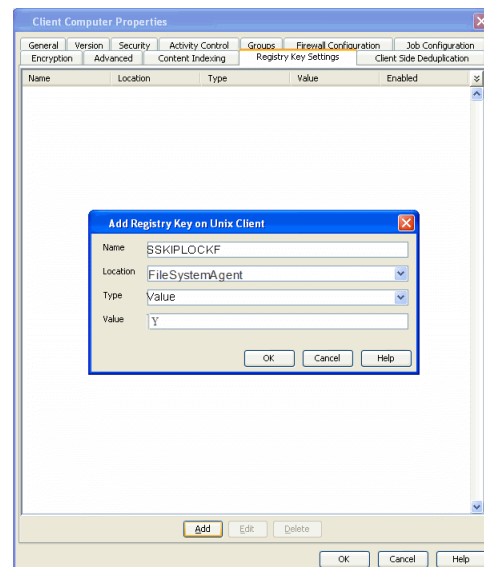 Client Computer Properties
General Version Security Activity Control Groups Firewall Configuration Job Configuration
Encryption Advanced Content Indexing Registry Key Settings Client Side Deduplication
Name Location Type Value Enabled
Add Registry Key on Unix Client
Name SSKIPLOCKF
Location FileSystemAgent
Type Value
Value Y
OK Cancel Help
Add Edit Delete
OK Cancel Help